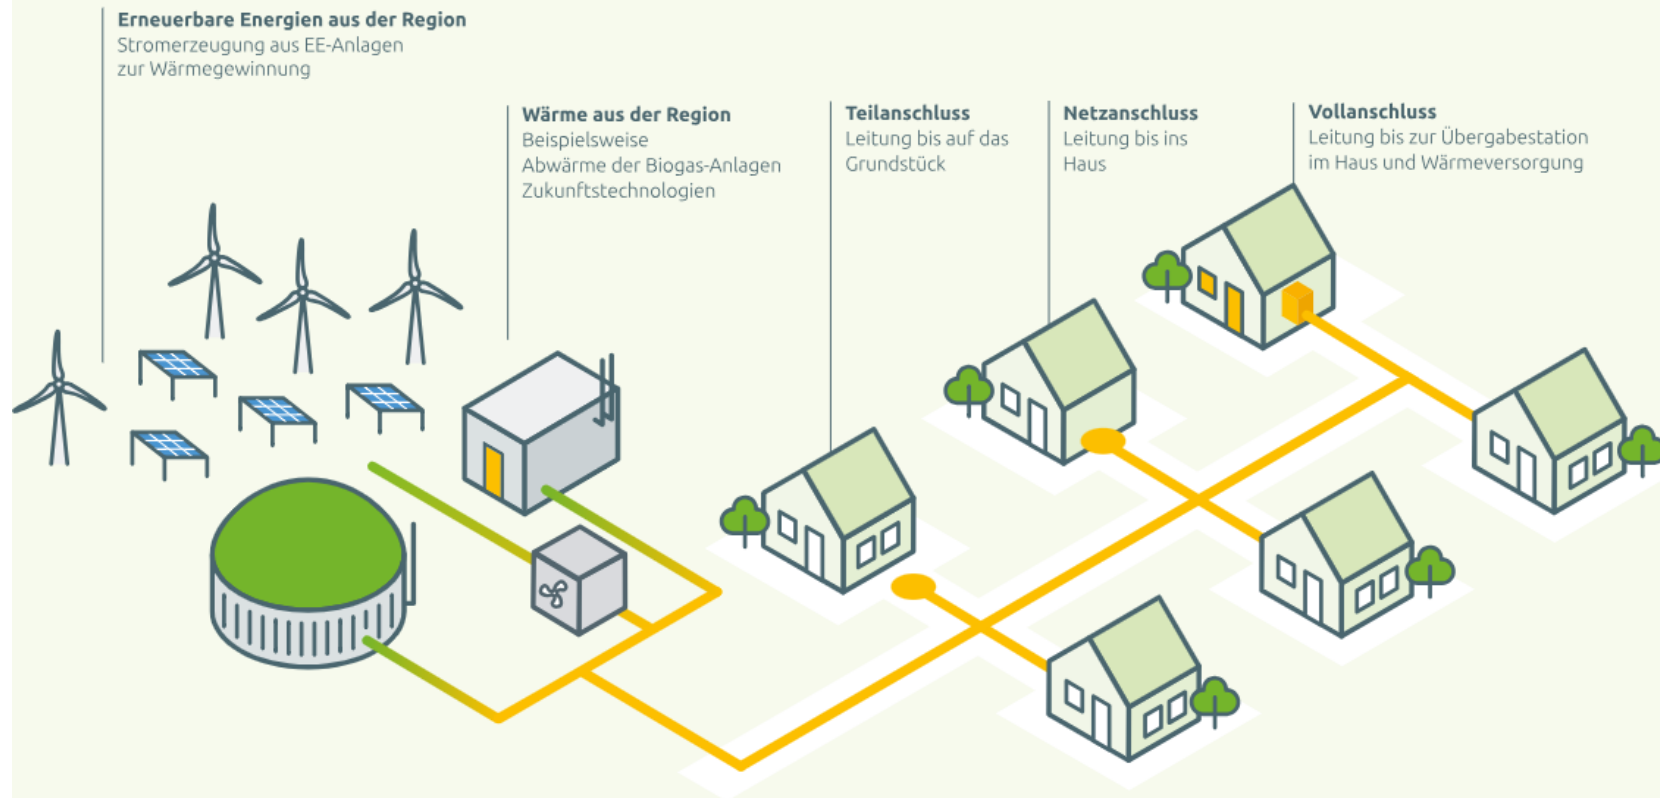 Erneuerbare Energien aus der Region
Stromerzeugung aus EE-Anlagen
zur Wärmegewinnung
Wärme aus der Region
Beispielsweise
Abwärme der Biogas-Anlagen
Zukunftstechnologien
Teilanschluss
Leitung bis auf das
Grundstück
Netzanschluss
Leitung bis ins
Haus
Vollanschluss
Leitung bis zur Übergabestation
im Haus und Wärmeversorgung